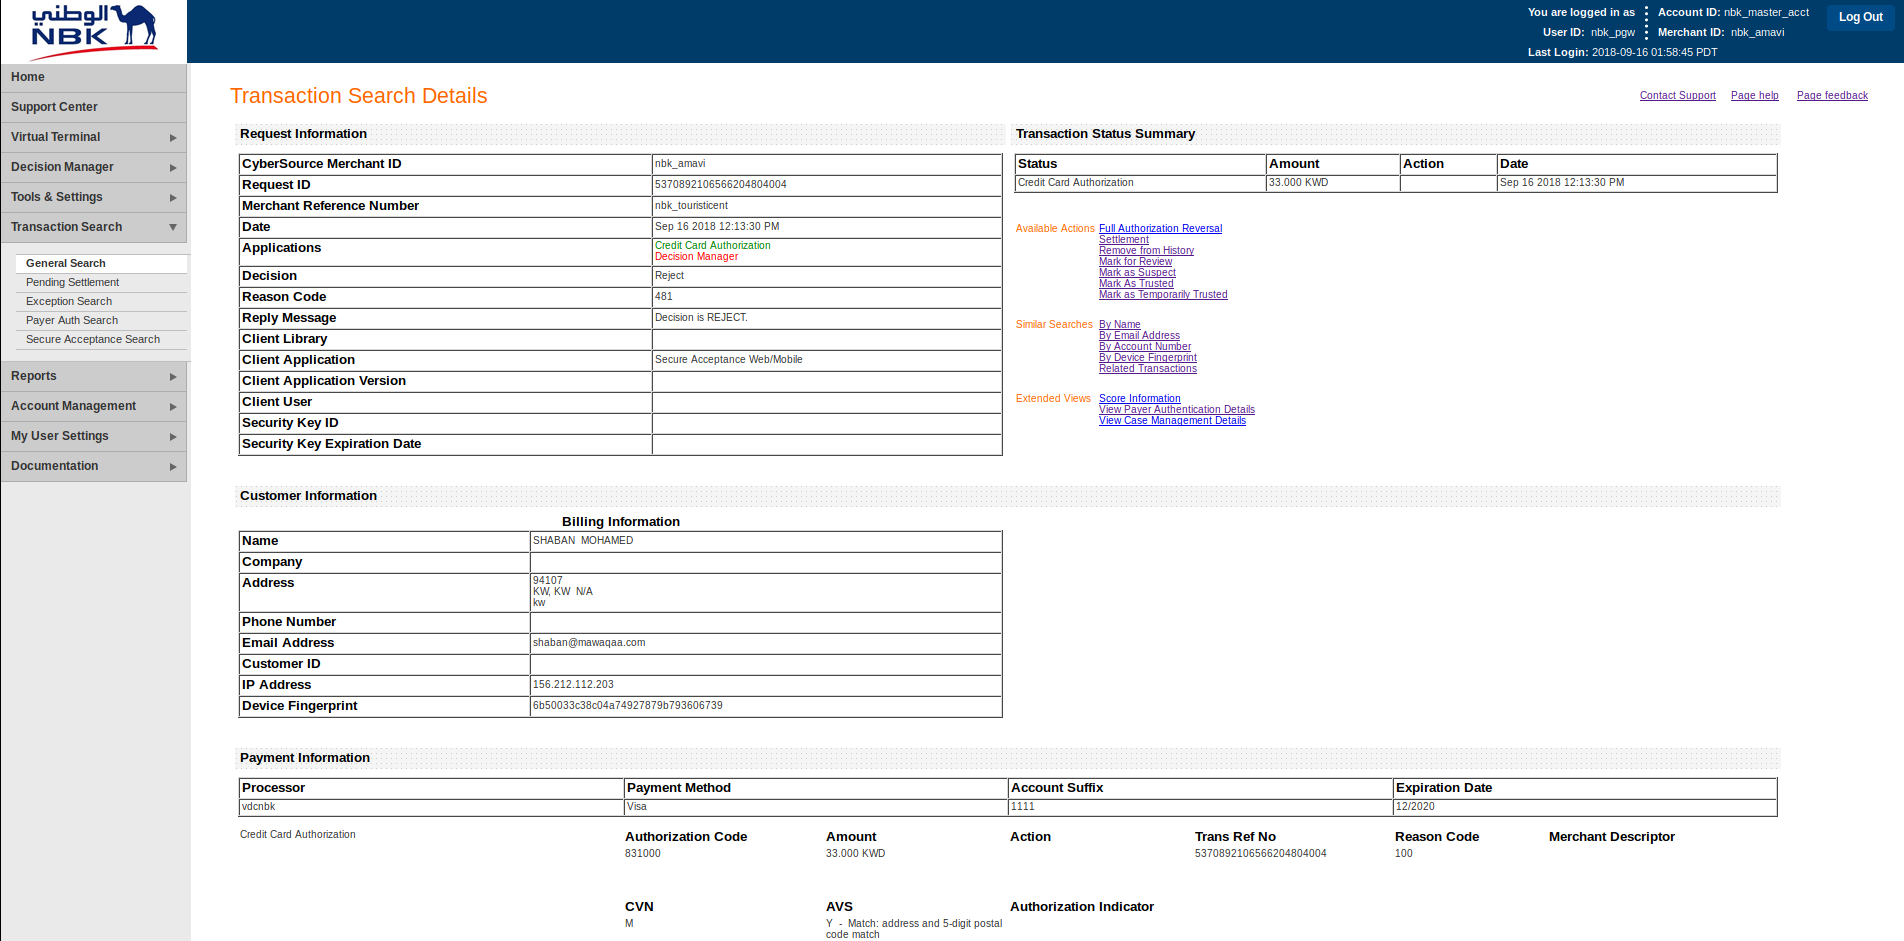 الوطني
NBK
You are logged in as
Account ID: nbk_master_acct
Log Out
User ID: nbk_pgw
Merchant ID: nbk_amavi
Last Login: 2018-09-16 01:58:45 PDT
Home
Support Center
Virtual Terminal
Decision Manager
Tools & Settings
Transaction Search
General Search
Pending Settlement
Exception Search
Payer Auth Search
Secure Acceptance Search
Reports
Account Management
My User Settings
Documentation
Transaction Search Details
Contact Support Page help Page feedback
Request Information
CyberSource Merchant ID nbk_amavi
Request ID 5370892106566204804004
Merchant Reference Number nbk_touristicent
Date Sep 16 2018 12:13:30 PM
Applications Credit Card Authorization
Decision Manager
Decision Reject
Reason Code 481
Reply Message Decision is REJECT.
Client Library
Client Application Secure Acceptance Web/Mobile
Client Application Version
Client User
Security Key ID
Security Key Expiration Date
Transaction Status Summary
Status Amount Action Date
Credit Card Authorization 33.000 KWD Sep 16 2018 12:13:30 PM
Available Actions Full Authorization Reversal
Settlement
Remove from History
Mark for Review
Mark as Suspect
Mark As Trusted
Mark as Temporarily Trusted
Similar Searches By Name
By Email Address
By Account Number
By Device Fingerprint
Related Transactions
Extended Views Score Information
View Payer Authentication Details
View Case Management Details
Customer Information
Billing Information
Name SHABAN MOHAMED
Company
Address 94107
KW, KW N/A
kw
Phone Number
Email Address shaban@mawaqaa.com
Customer ID
IP Address 156.212.112.203
Device Fingerprint 6b50033c38c04a74927879b793606739
Payment Information
Processor Payment Method Account Suffix Expiration Date
vdcnbk Visa 1111 12/2020
Credit Card Authorization Authorization Code Amount Action Trans Ref No Reason Code Merchant Descriptor
831000 33.000 KWD 5370892106566204804004 100
CVN AVS Authorization Indicator
M Y - Match: address and 5-digit postal
code match